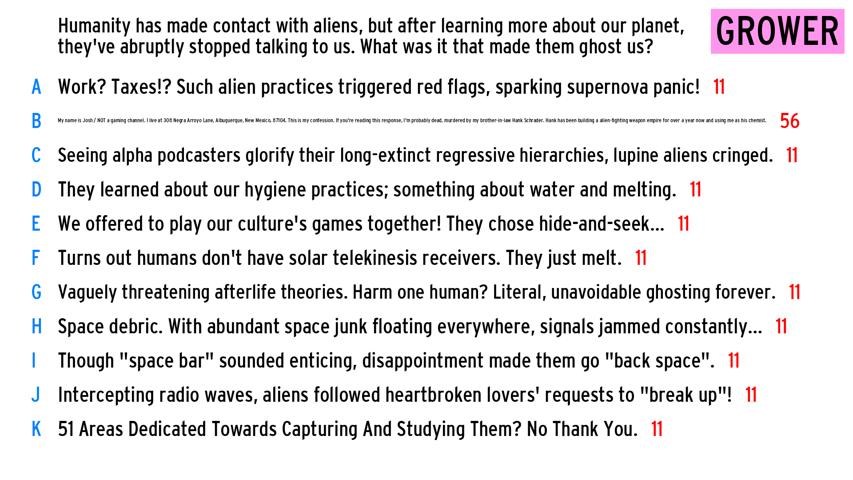 Humanity has made contact with aliens, but after learning more about our planet,
they've abruptly stopped talking to us. What was it that made them ghost us?
GROWER
A Work? Taxes!? Such alien practices triggered red flags, sparking supernova panic! 11
B My name is Josh / NOT a gaming channel. I live at 308 Negra Arroyo Lane, Albuquerque, New Mexico, 87104. This is my confession. If you're reading this response, I'm probably dead, murdered by my brother-in-law Hank Schrader. Hank has been building a alien-fighting weapon empire for over a year now and using me as his chemist. 56
C Seeing alpha podcasters glorify their long-extinct regressive hierarchies, lupine aliens cringed. 11
D They learned about our hygiene practices; something about water and melting. 11
E We offered to play our culture's games together! They chose hide-and-seek... 11
F Turns out humans don't have solar telekinesis receivers. They just melt. 11
G Vaguely threatening afterlife theories. Harm one human? Literal, unavoidable ghosting forever. 11
H Space debric. With abundant space junk floating everywhere, signals jammed constantly... 11
I Though "space bar" sounded enticing, disappointment made them go "back space". 11
J Intercepting radio waves, aliens followed heartbroken lovers' requests to "break up"! 11
K 51 Areas Dedicated Towards Capturing And Studying Them? No Thank You. 11